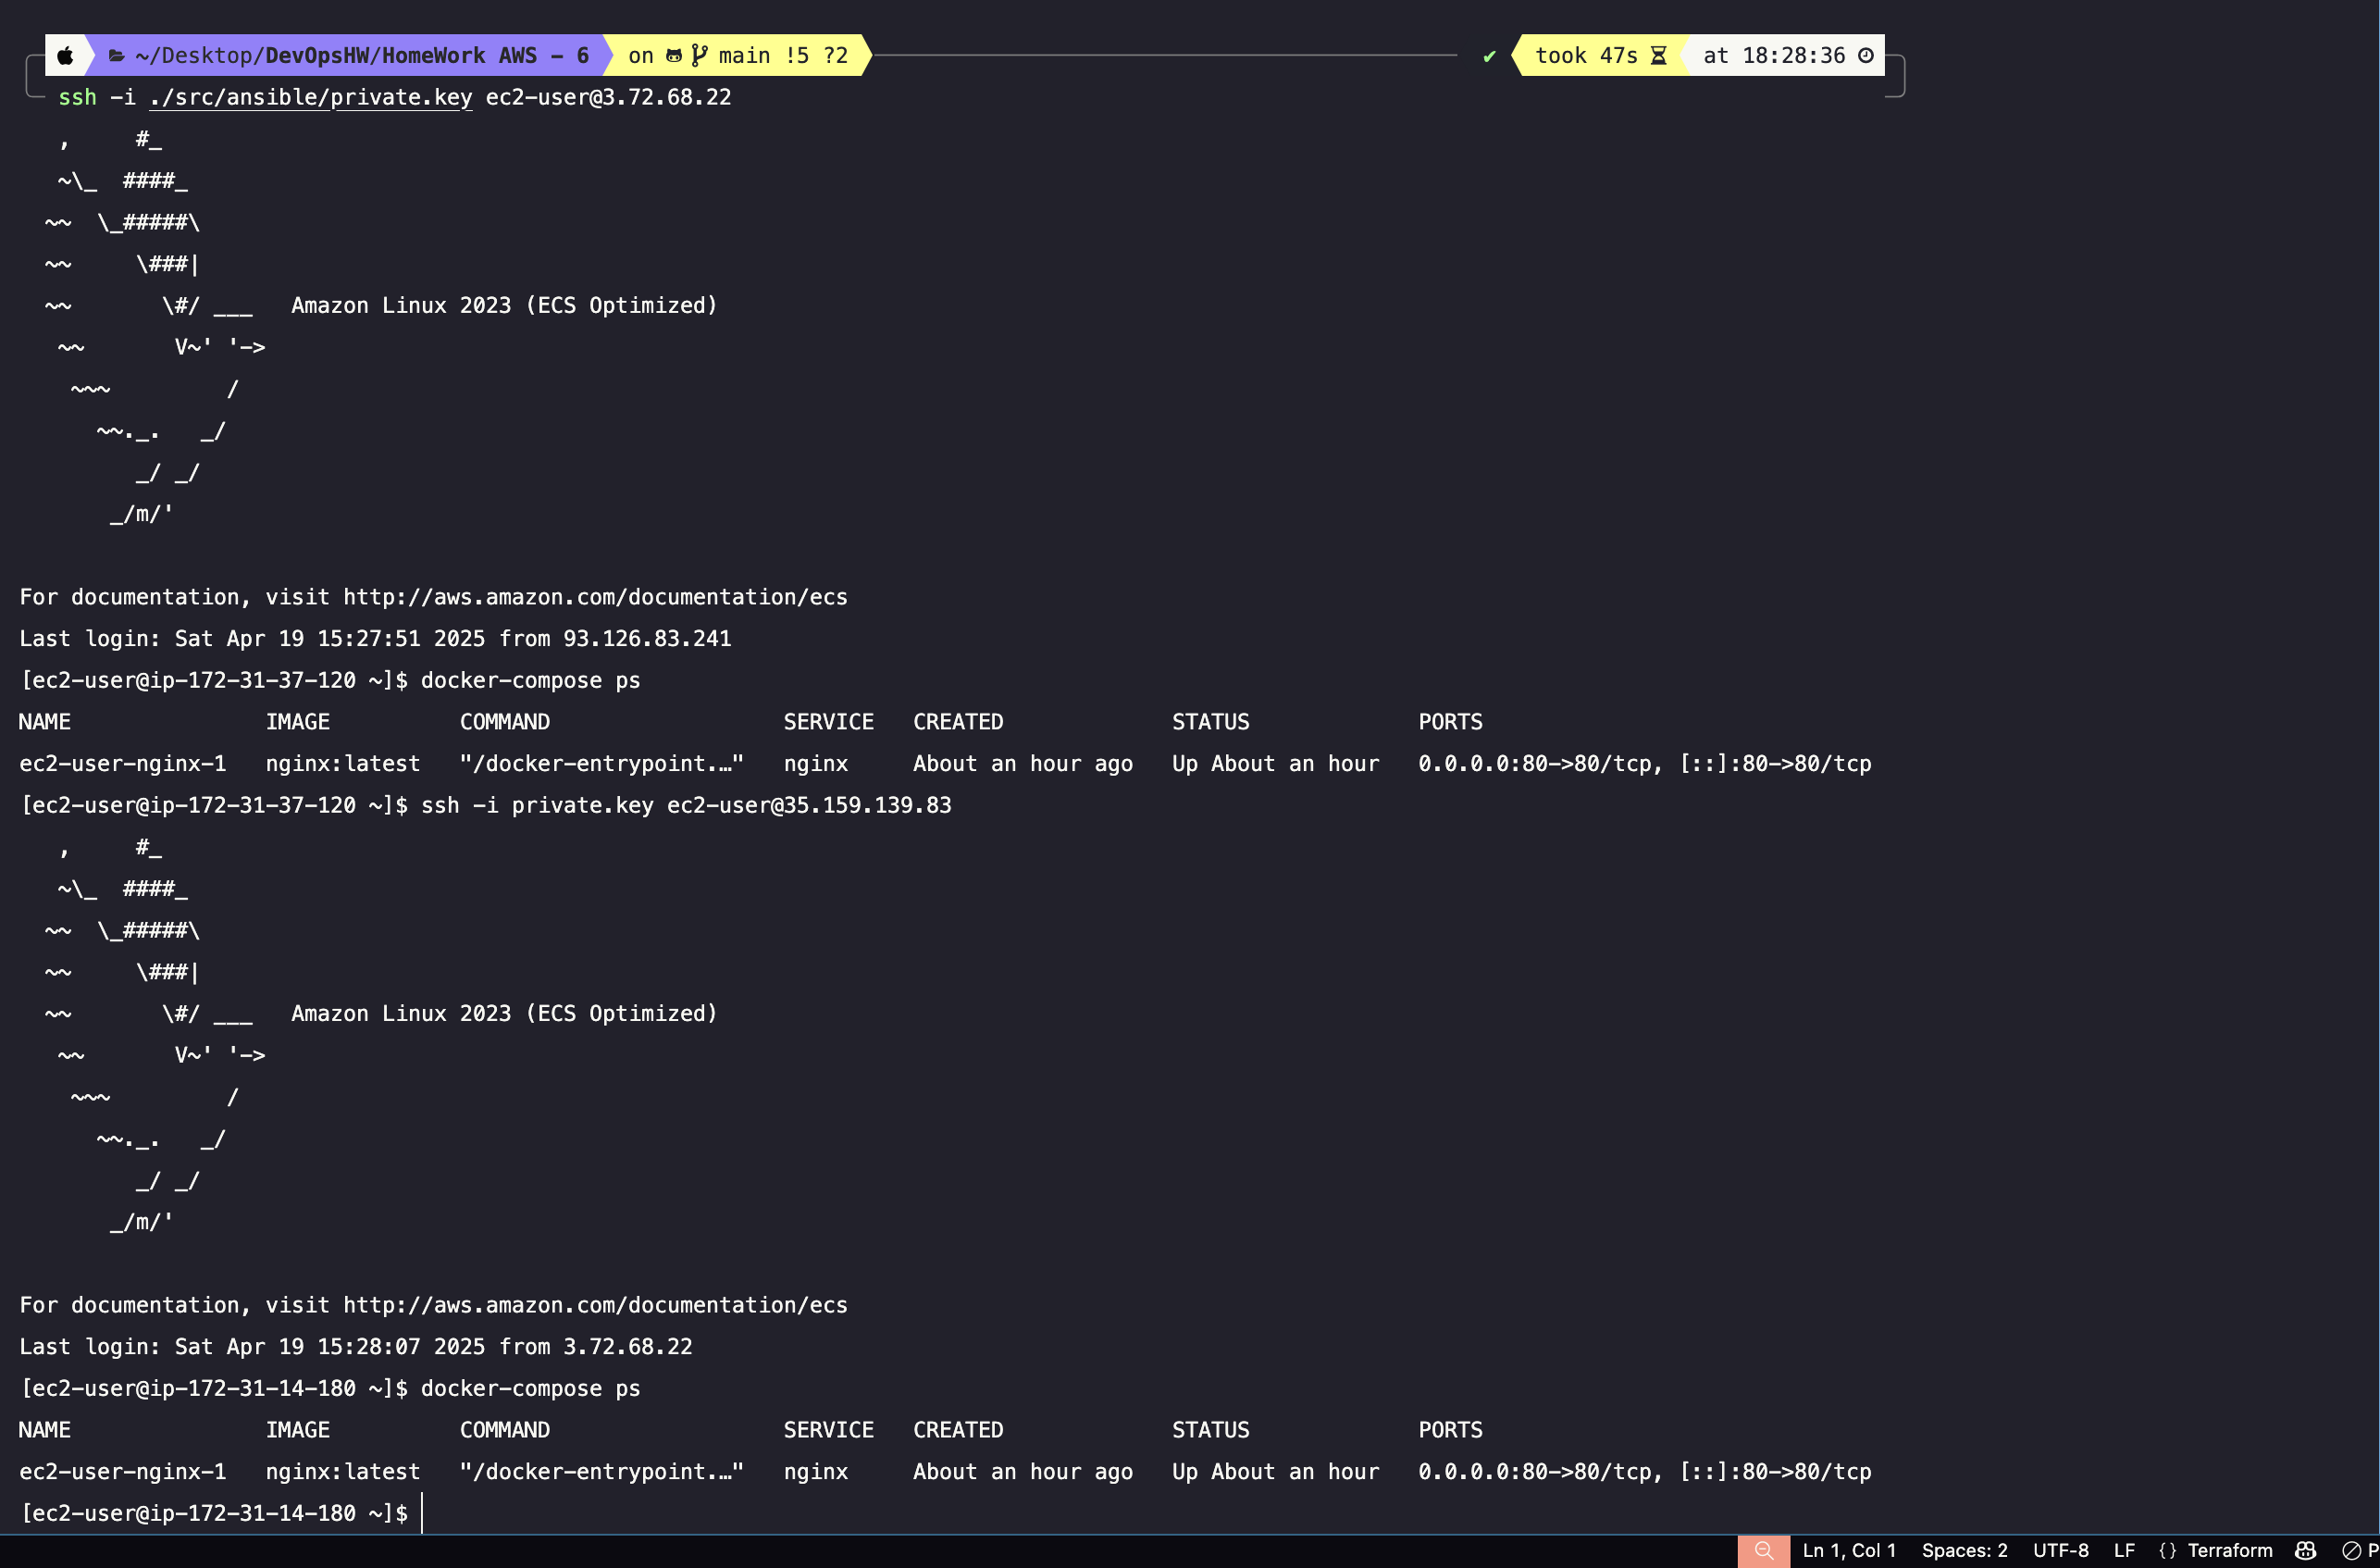 ~/Desktop/DevOpsHW/HomeWork AWS – 6 on main !5 ?2 ✔ took 47s at 18:28:36
ssh -i ./src/ansible/private.key ec2-user@3.72.68.22
   ,     #_
   ~\_  ####_
  ~~  \_#####\
  ~~     \###|
  ~~       \#/ ___   Amazon Linux 2023 (ECS Optimized)
   ~~       V~' '->
    ~~~         /
      ~~._.   _/
         _/ _/
       _/m/'
For documentation, visit http://aws.amazon.com/documentation/ecs
Last login: Sat Apr 19 15:27:51 2025 from 93.126.83.241
[ec2-user@ip-172-31-37-120 ~]$ docker-compose ps
NAME               IMAGE          COMMAND                  SERVICE   CREATED             STATUS             PORTS
ec2-user-nginx-1   nginx:latest   "/docker-entrypoint.…"   nginx     About an hour ago   Up About an hour   0.0.0.0:80->80/tcp, [::]:80->80/tcp
[ec2-user@ip-172-31-37-120 ~]$ ssh -i private.key ec2-user@35.159.139.83
   ,     #_
   ~\_  ####_
  ~~  \_#####\
  ~~     \###|
  ~~       \#/ ___   Amazon Linux 2023 (ECS Optimized)
   ~~       V~' '->
    ~~~         /
      ~~._.   _/
         _/ _/
       _/m/'
For documentation, visit http://aws.amazon.com/documentation/ecs
Last login: Sat Apr 19 15:28:07 2025 from 3.72.68.22
[ec2-user@ip-172-31-14-180 ~]$ docker-compose ps
NAME               IMAGE          COMMAND                  SERVICE   CREATED             STATUS             PORTS
ec2-user-nginx-1   nginx:latest   "/docker-entrypoint.…"   nginx     About an hour ago   Up About an hour   0.0.0.0:80->80/tcp, [::]:80->80/tcp
[ec2-user@ip-172-31-14-180 ~]$
Ln 1, Col 1 Spaces: 2 UTF-8 LF {} Terraform